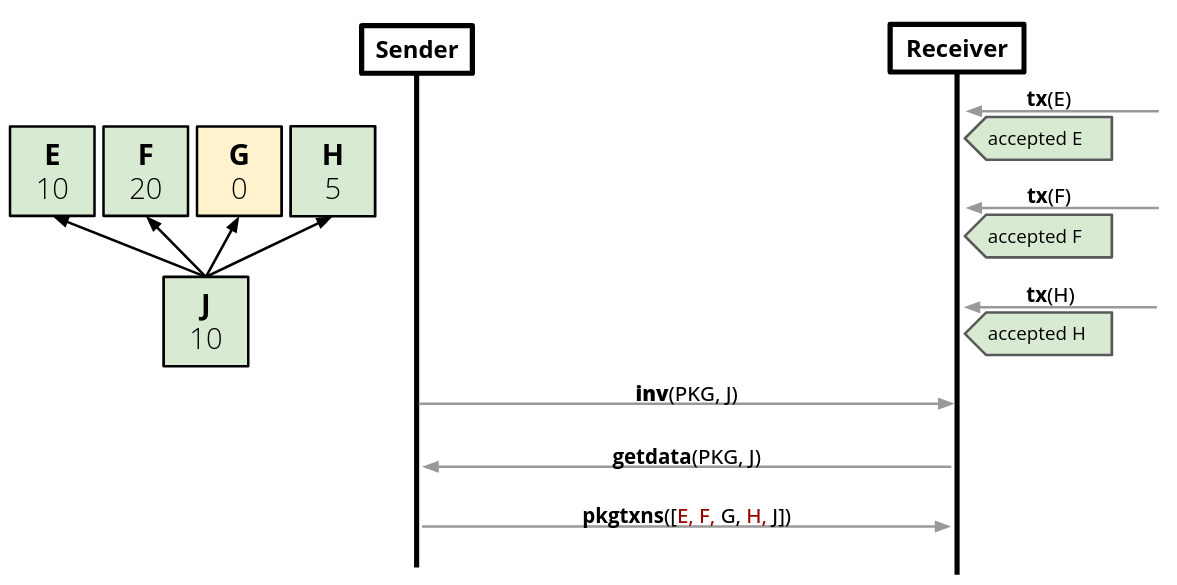 Sender
Receiver
tx(E)
accepted E
E
10
F
20
G
0
H
5
tx(F)
accepted F
J
10
tx(H)
accepted H
inv(PKG, J)
getdata(PKG, J)
pkgtxns([E, F, G, H, J])